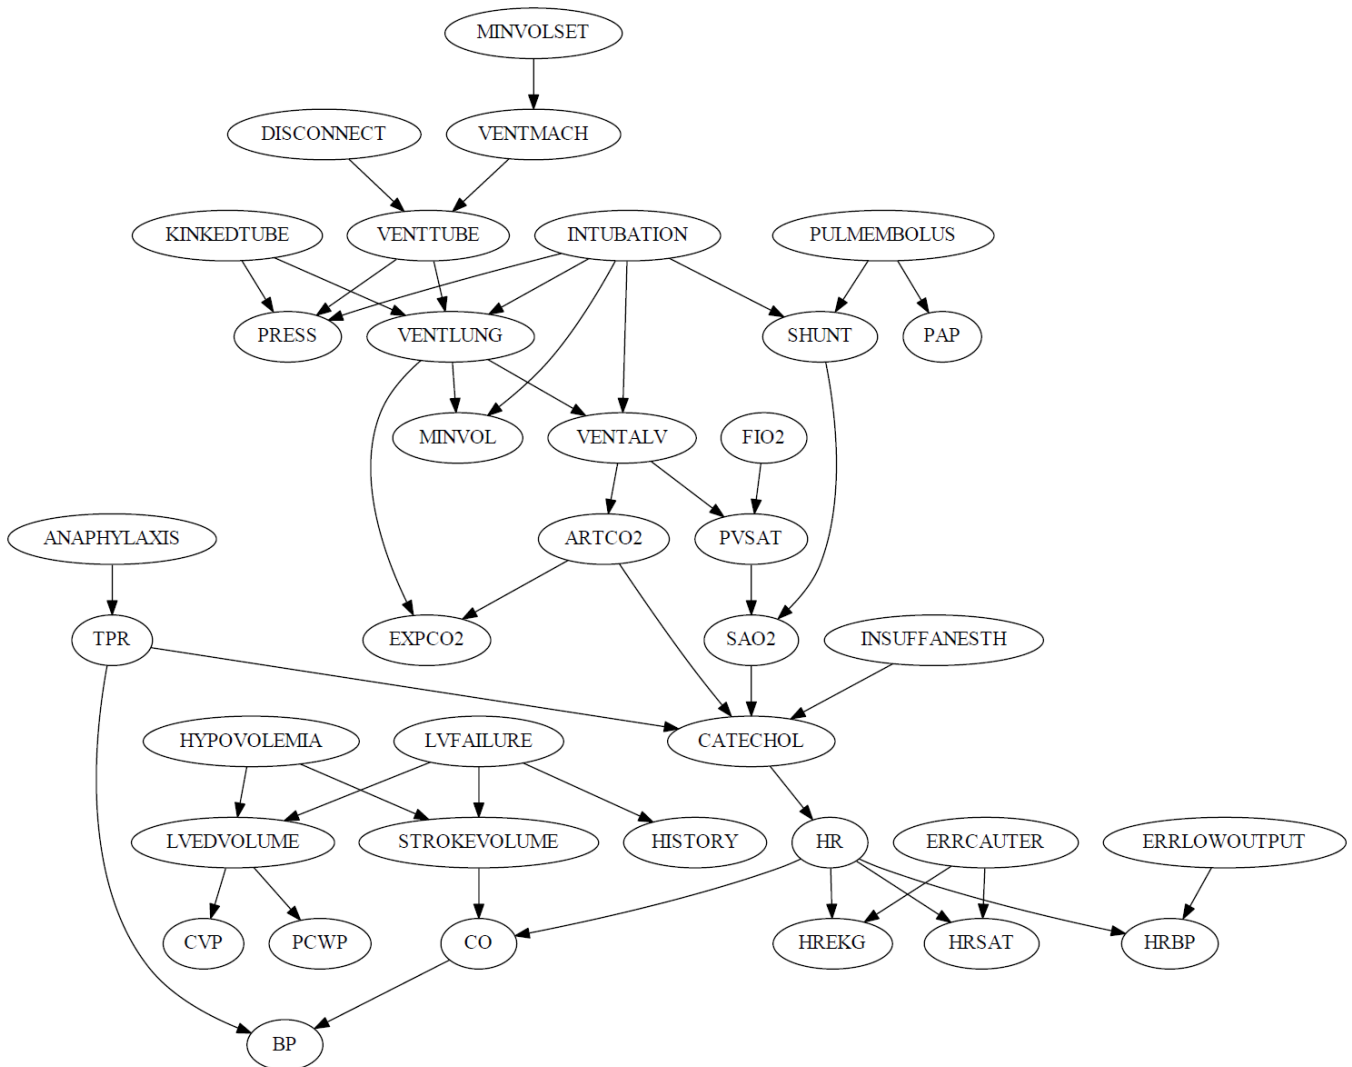 MINVOLSET
DISCONNECT
VENTMACH
KINKEDTUBE
VENTTUBE
INTUBATION
PULMEMBOLUS
PRESS
VENTLUNG
SHUNT
PAP
MINVOL
VENTALV
FIO2
ANAPHYLAXIS
ARTCO2
PVSAT
TPR
EXPCO2
SAO2
INSUFFANESTH
HYPOVOLEMIA
LVFAILURE
CATECHOL
LVEDVOLUME
STROKEVOLUME
HISTORY
HR
ERRCAUTER
ERRLOWOUTPUT
CVP
PCWP
CO
HREKG
HRSAT
HRBP
BP